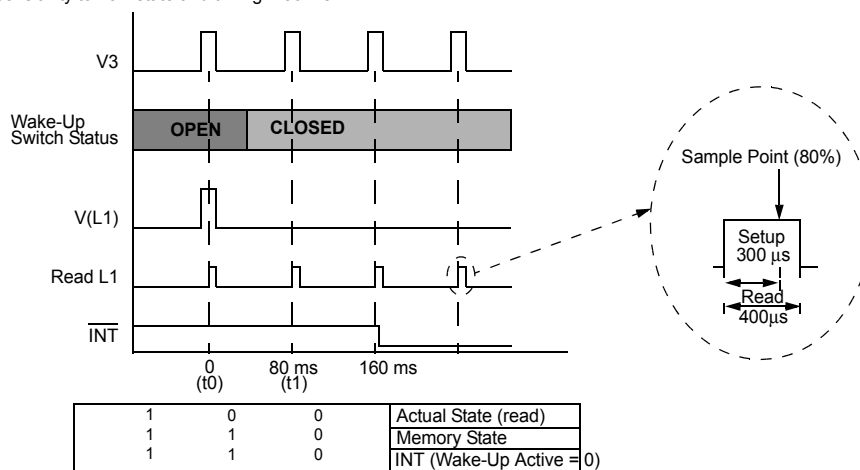 V3
Wake-Up
Switch Status
OPEN CLOSED
Sample Point (80%)
V(L1)
Setup
300 µs
Read L1
Read
400µs
INT
0 80 ms 160 ms
(t0) (t1)
1 0 0 Actual State (read)
1 1 0 Memory State
1 1 0 INT (Wake-Up Active = 0)